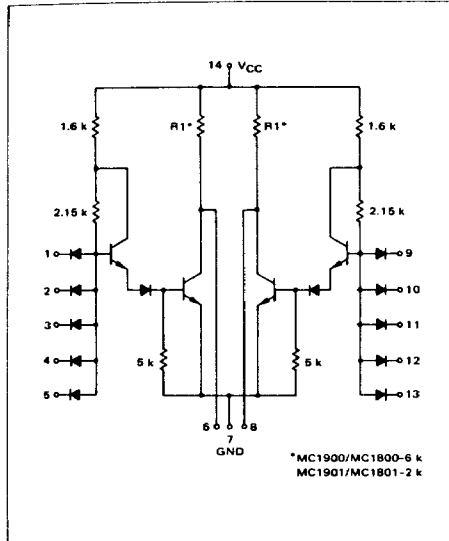 14 VCC
1.6 k R1* R1* 1.6 k
2.15 k 2.15 k
1 9
2 10
3 11
4 12
5 k 5 k
5 13
6 7 8
GND
*MC1900/MC1800-6 k
MC1901/MC1801-2 k